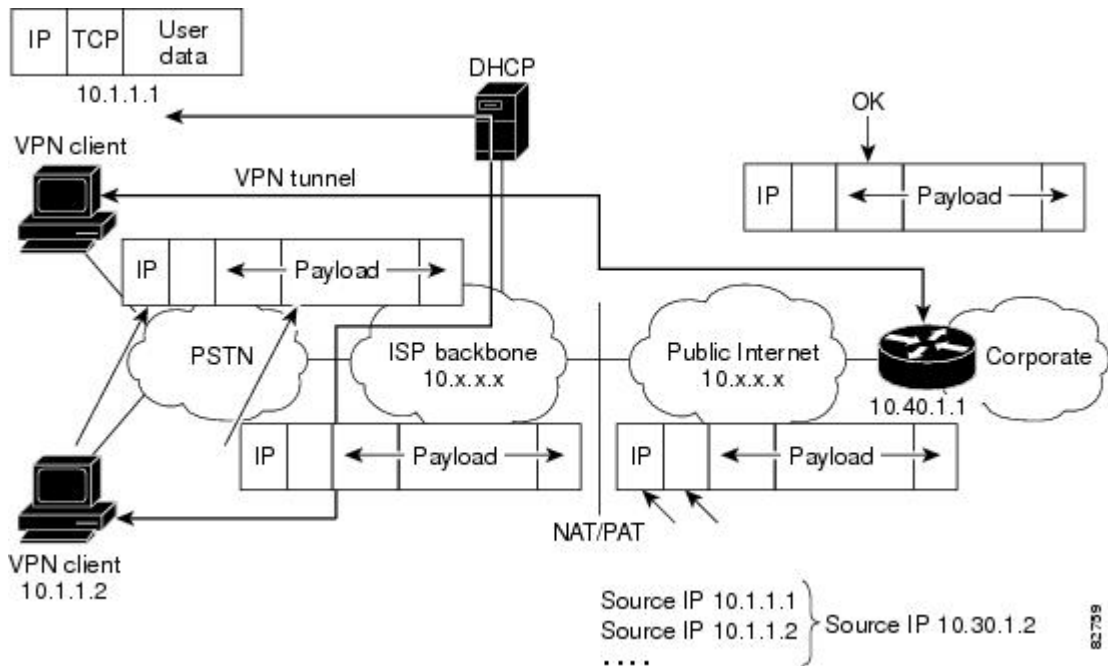 IP TCP User data
10.1.1.1
DHCP
OK
VPN client
VPN tunnel
IP Payload
IP Payload
PSTN
ISP backbone
10.x.x.x
Public Internet
10.x.x.x
Corporate
10.40.1.1
IP Payload
IP Payload
NAT/PAT
VPN client
10.1.1.2
Source IP 10.1.1.1
Source IP 10.1.1.2
....
Source IP 10.30.1.2
82759